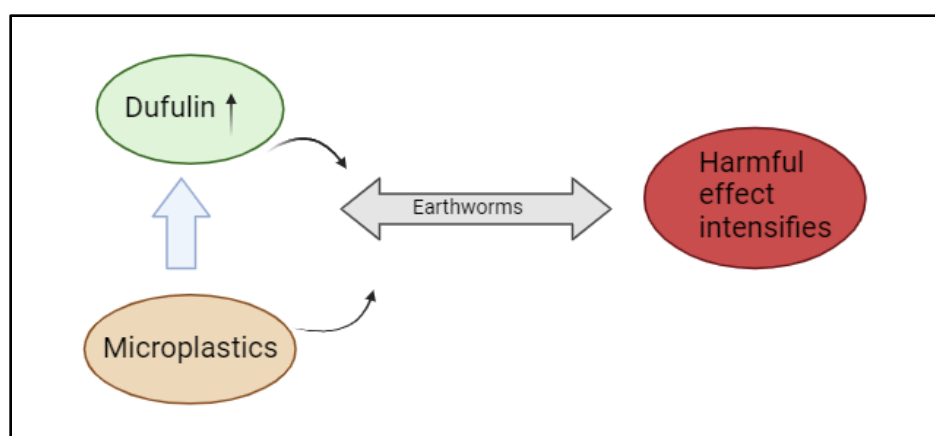 Dufulin
Microplastics
Earthworms
Harmful
effect
intensifies